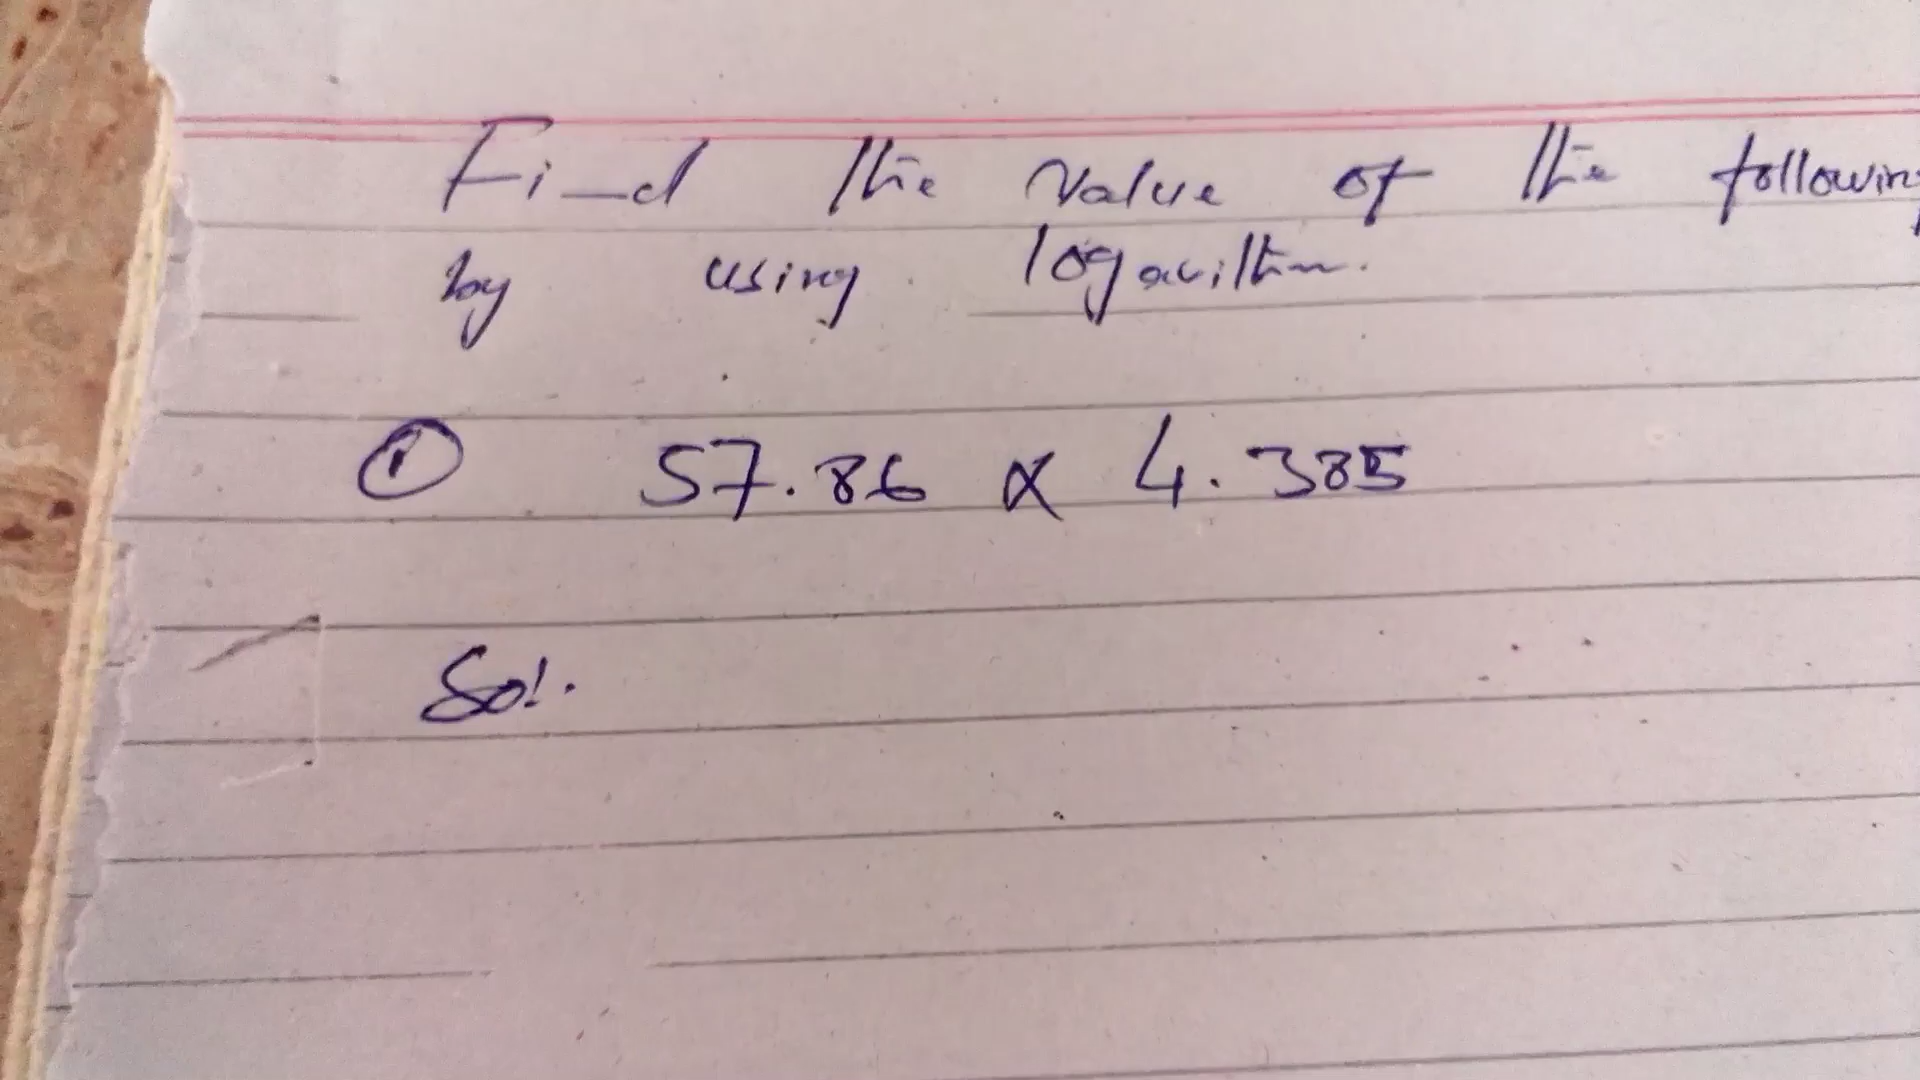 Find the value of the following
by using logarithm.
① 57.86 × 4.385
Sol.